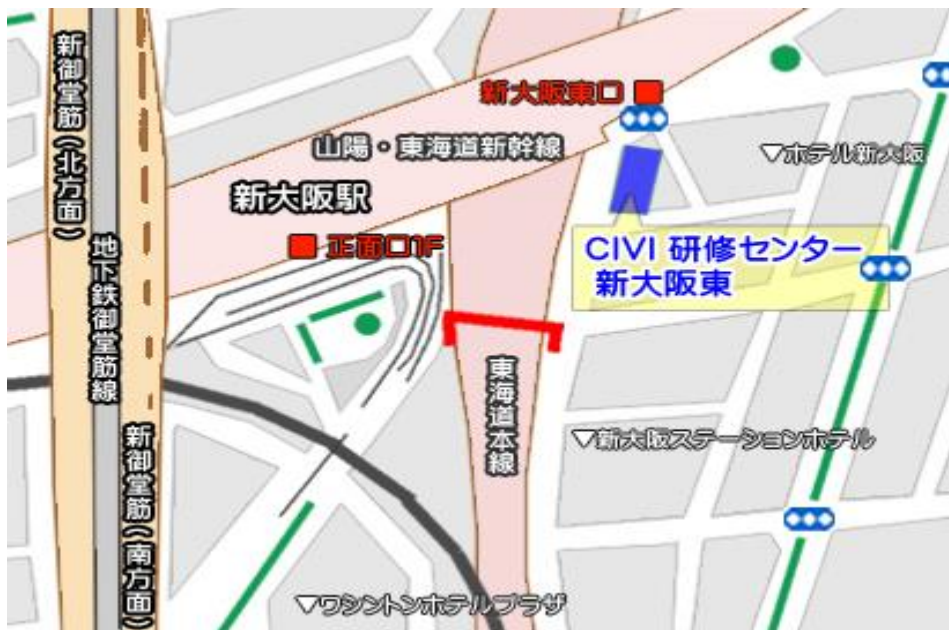 新御堂筋(北方面)
地下鉄御堂筋線
新御堂筋(南方面)
新大阪東口
山陽・東海道新幹線
新大阪駅
正面口1F
▽ホテル新大阪
CIVI 研修センター
新大阪東
東海道本線
▽新大阪ステーションホテル
▽ワシントンホテルプラザ